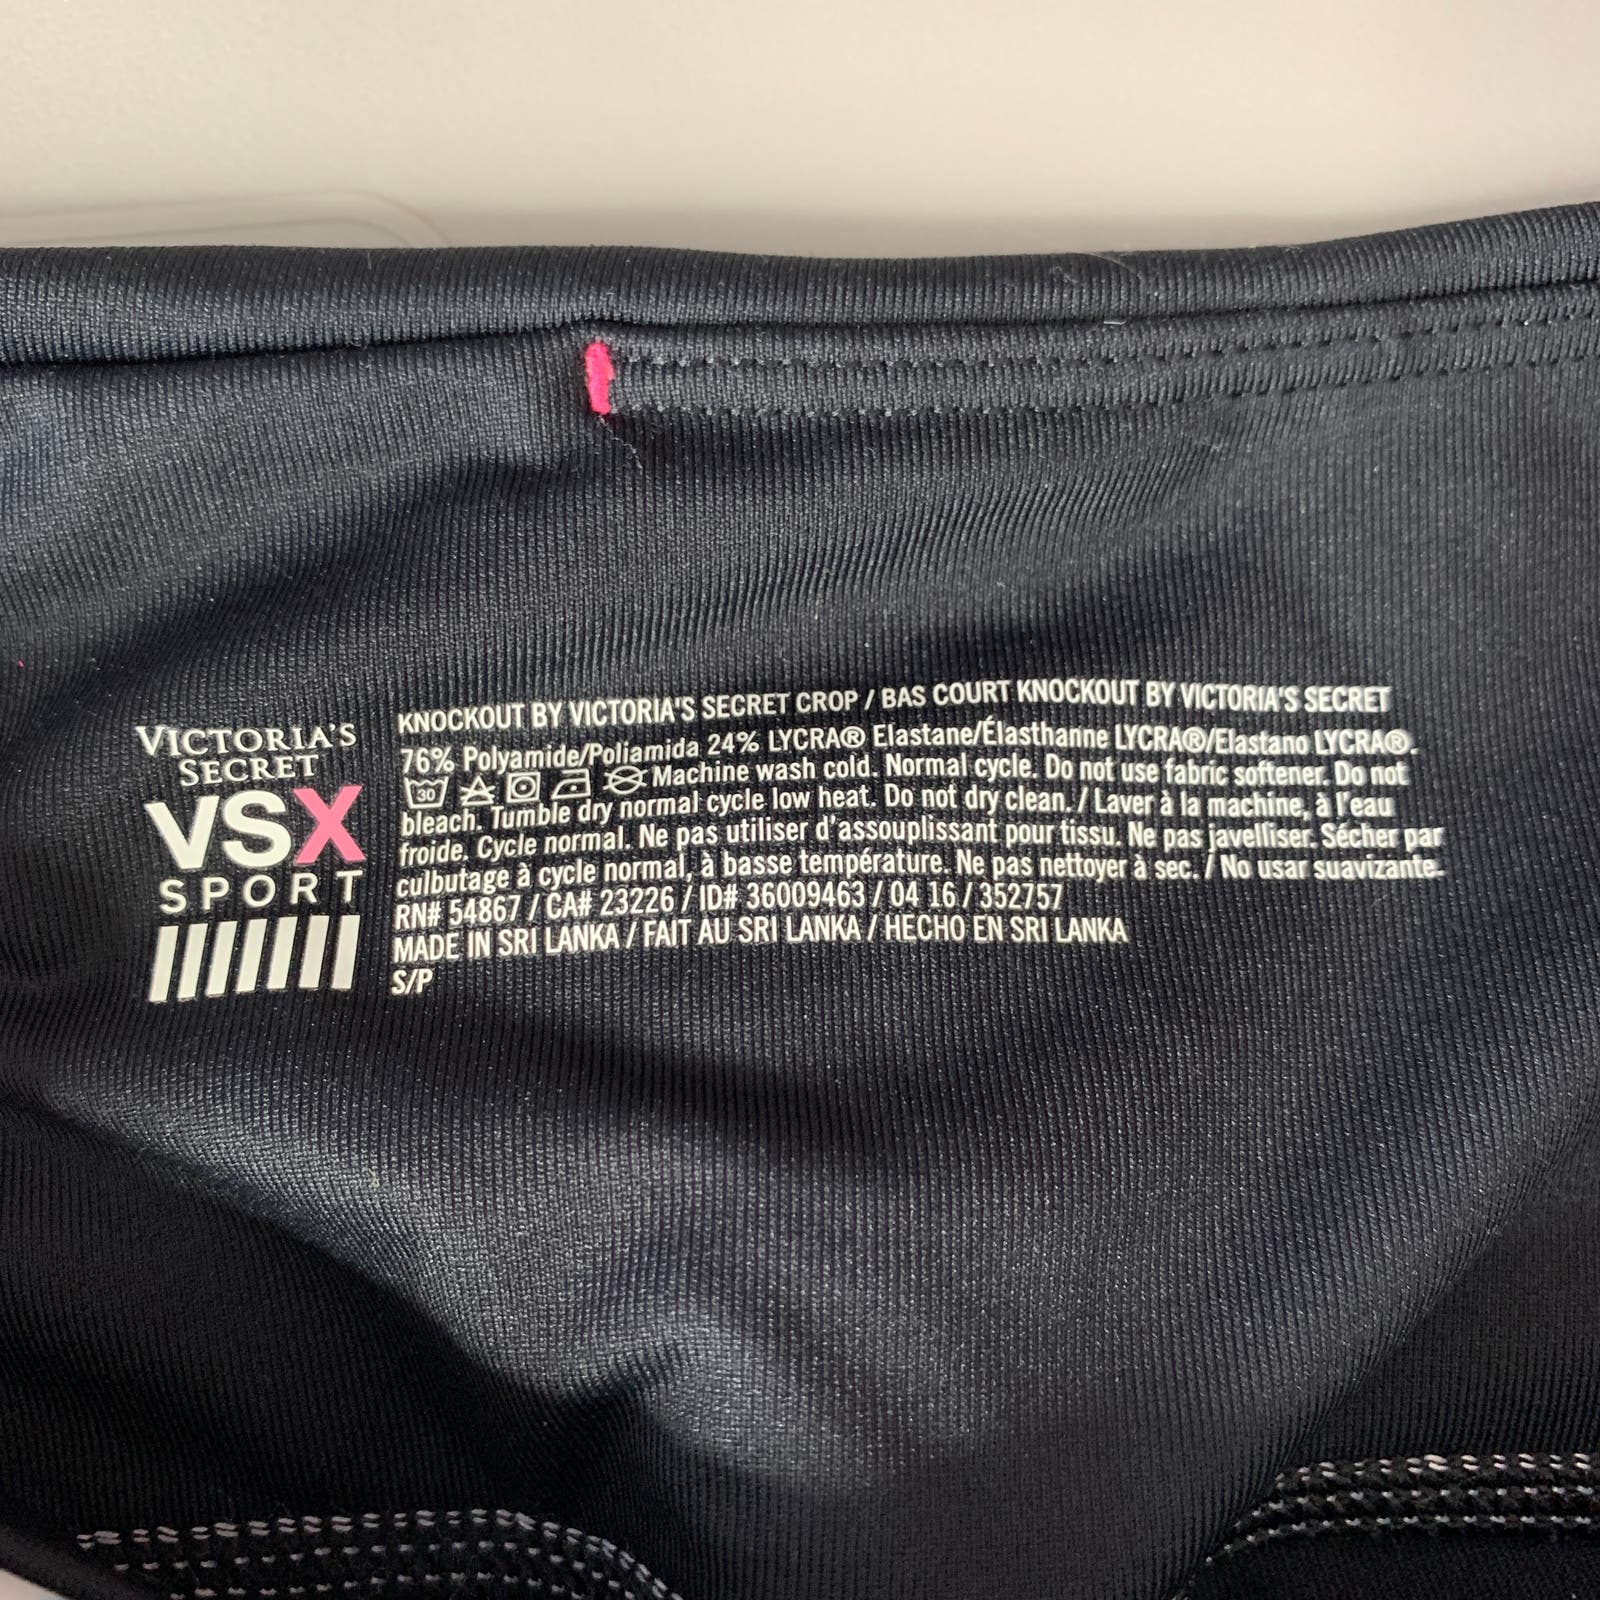 VICTORIA'S
SECRET
VSX
SPORT
KNOCKOUT BY VICTORIA'S SECRET CROP / BAS COURT KNOCKOUT BY VICTORIA'S SECRET
76% Polyamide/Poliamida 24% LYCRA® Elastane/Élasthanne LYCRA®/Elastano LYCRA®.
30 Machine wash cold. Normal cycle. Do not use fabric softener. Do not
bleach. Tumble dry normal cycle low heat. Do not dry clean. / Laver à la machine, à l'eau
froide. Cycle normal. Ne pas utiliser d'assouplissant pour tissu. Ne pas javelliser. Sécher par
culbutage à cycle normal, à basse température. Ne pas nettoyer à sec. / No usar suavizante.
RN# 54867 / CA# 23226 / ID# 36009463 / 04 16 / 352757
MADE IN SRI LANKA / FAIT AU SRI LANKA / HECHO EN SRI LANKA
S/P